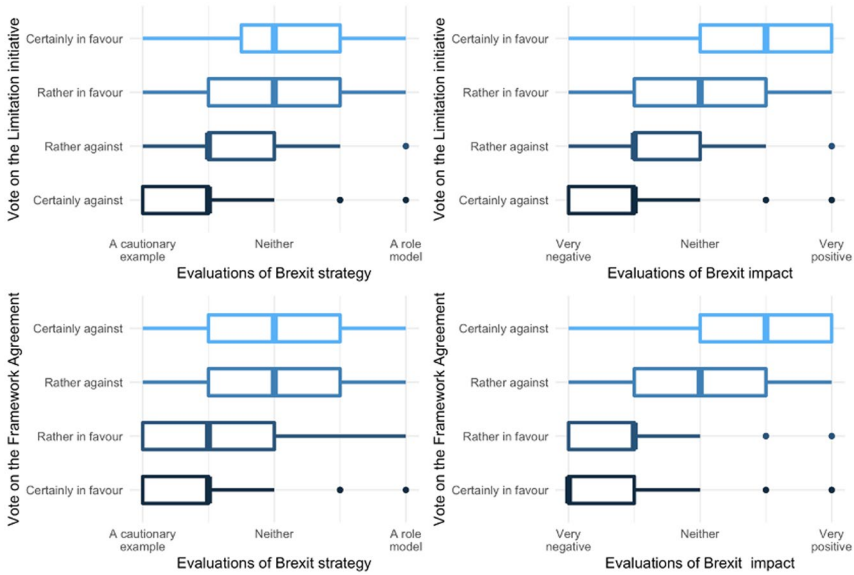 Vote on the Limitation initiative
Certainly in favour
Rather in favour
Rather against
Certainly against
A cautionary
example
Neither
A role
model
Evaluations of Brexit strategy
Vote on the Limitation initiative
Certainly in favour
Rather in favour
Rather against
Certainly against
Very
negative
Neither
Very
positive
Evaluations of Brexit impact
Vote on the Framework Agreement
Certainly against
Rather against
Rather in favour
Certainly in favour
A cautionary
example
Neither
A role
model
Evaluations of Brexit strategy
Vote on the Framework Agreement
Certainly against
Rather against
Rather in favour
Certainly in favour
Very
negative
Neither
Very
positive
Evaluations of Brexit impact